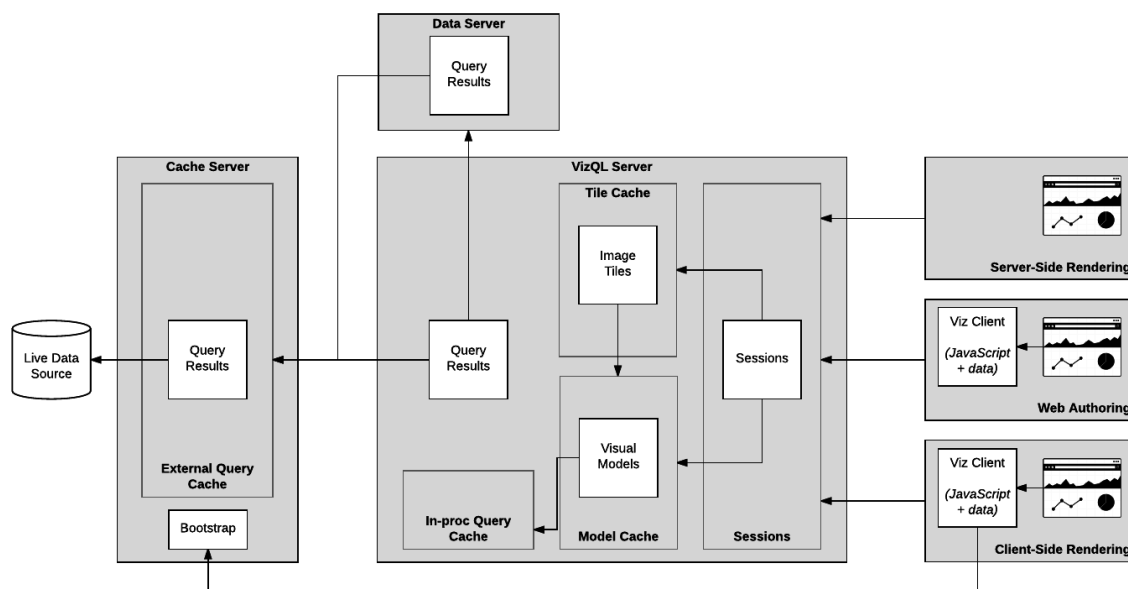 Data Server
Query
Results
Cache Server
Query
Results
External Query
Cache
Bootstrap
Live Data
Source
VizQL Server
Query
Results
In-proc Query
Cache
Tile Cache
Image
Tiles
Visual
Models
Model Cache
Sessions
Sessions
Server-Side Rendering
Viz Client
(JavaScript
+ data)
Web Authoring
Viz Client
(JavaScript
+ data)
Client-Side Rendering